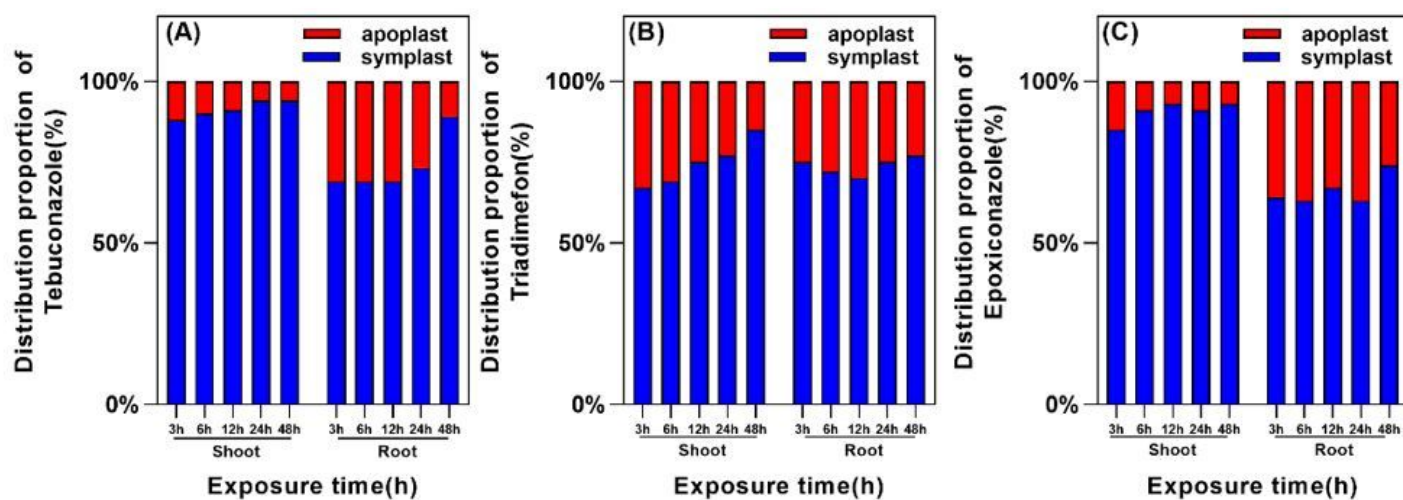 Distribution proportion of
Tebuconazole(%)
(A)
apoplast
symplast
100%
50%
0%
3h 6h 12h 24h 48h 3h 6h 12h 24h 48h
Shoot Root
Exposure time(h)
Distribution proportion of
Triadimefon(%)
(B)
apoplast
symplast
100%
50%
0%
3h 6h 12h 24h 48h 3h 6h 12h 24h 48h
Shoot Root
Exposure time(h)
Distribution proportion of
Epoxiconazole(%)
(C)
apoplast
symplast
100%
50%
0%
3h 6h 12h 24h 48h 3h 6h 12h 24h 48h
Shoot Root
Exposure time(h)